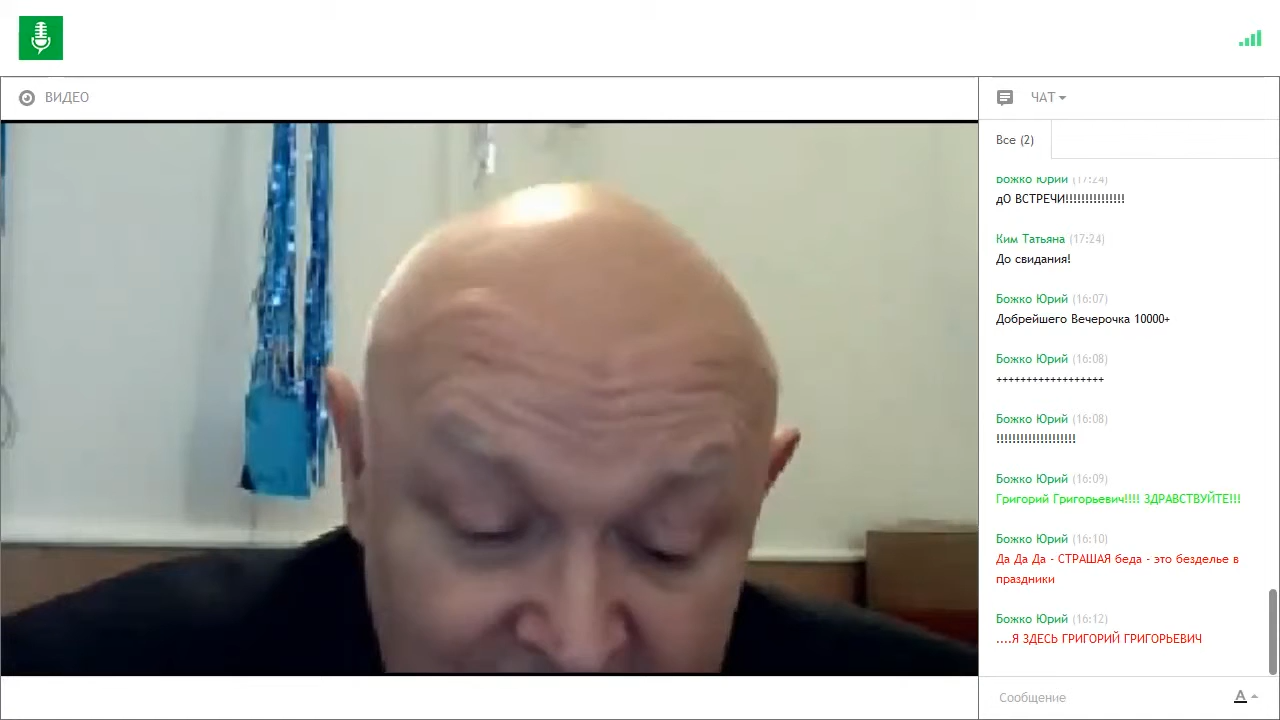 ВИДЕО
ЧАТ
Все (2)
Божко Юрий (17:24)
дО ВСТРЕЧИ!!!!!!!!!!!!!!!
Ким Татьяна (17:24)
До свидания!
Божко Юрий (16:07)
Добрейшего Вечерочка 10000+
Божко Юрий (16:08)
++++++++++++++++++
Божко Юрий (16:08)
!!!!!!!!!!!!!!!!!!!!
Божко Юрий (16:09)
Григорий Григорьевич!!!! ЗДРАВСТВУЙТЕ!!!
Божко Юрий (16:10)
Да Да Да - СТРАШАЯ беда - это безделье в
праздники
Божко Юрий (16:12)
....Я ЗДЕСЬ ГРИГОРИЙ ГРИГОРЬЕВИЧ
Сообщение
A